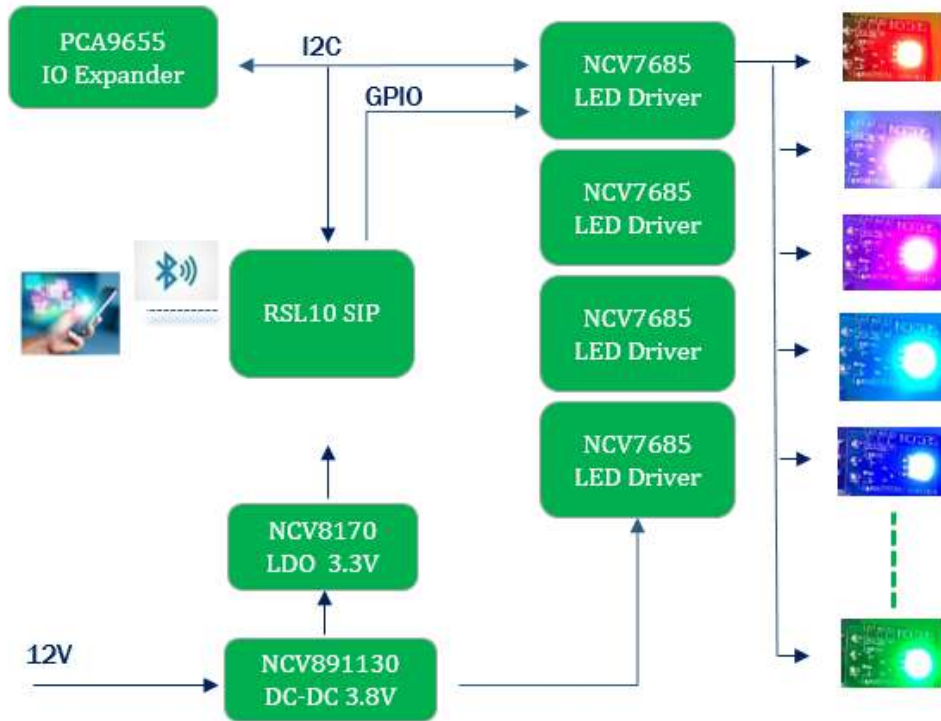 PCA9655
IO Expander
I2C
GPIO
NCV7685
LED Driver
NCV7685
LED Driver
RSL10 SIP
NCV7685
LED Driver
NCV7685
LED Driver
NCV8170
LDO 3.3V
12V
NCV891130
DC-DC 3.8V